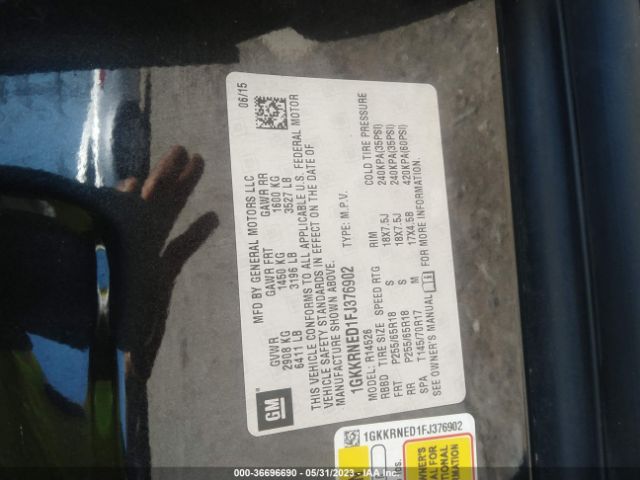 GM
MFD BY GENERAL MOTORS LLC 06/15
GVWR GAWR FRT GAWR RR
2908 KG 1450 KG 1600 KG
6411 LB 3196 LB 3527 LB
THIS VEHICLE CONFORMS TO ALL APPLICABLE U.S. FEDERAL MOTOR
VEHICLE SAFETY STANDARDS IN EFFECT ON THE DATE OF
MANUFACTURE SHOWN ABOVE.
1GKKRNED1FJ376902 TYPE: M.P.V.
MODEL: R14526
RBBD TIRE SIZE SPEED RTG RIM COLD TIRE PRESSURE
FRT P255/65R18 S 18X7.5J 240KPA(35PSI)
RR P255/65R18 S 18X7.5J 240KPA(35PSI)
SPA T145/70R17 M 17X4.5B 420KPA(60PSI)
SEE OWNER'S MANUAL FOR MORE INFORMATION.
1GKKRNED1FJ376902
OWNER'S
000-36696690 - 05/31/2023 - IAA Inc.